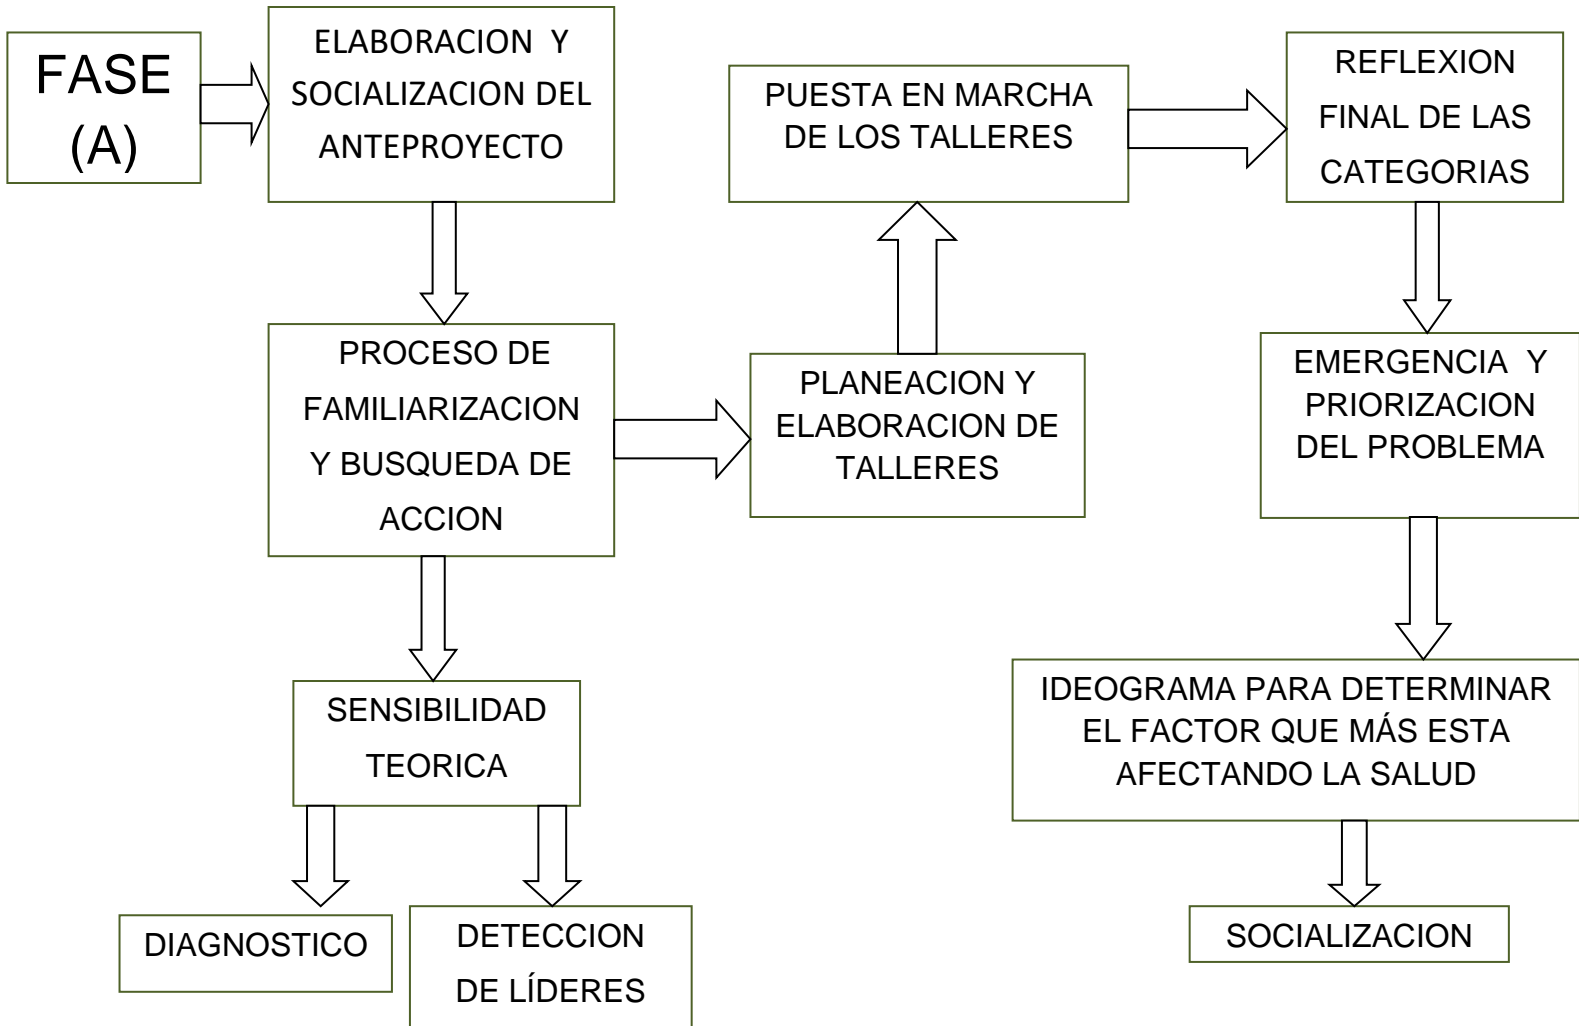 FASE
(A)
ELABORACION Y
SOCIALIZACION DEL
ANTEPROYECTO
PROCESO DE
FAMILIARIZACION
Y BUSQUEDA DE
ACCION
SENSIBILIDAD
TEORICA
DIAGNOSTICO
DETECCION
DE LÍDERES
PLANEACION Y
ELABORACION DE
TALLERES
PUESTA EN MARCHA
DE LOS TALLERES
REFLEXION
FINAL DE LAS
CATEGORIAS
EMERGENCIA Y
PRIORIZACION
DEL PROBLEMA
IDEOGRAMA PARA DETERMINAR
EL FACTOR QUE MÁS ESTA
AFECTANDO LA SALUD
SOCIALIZACION